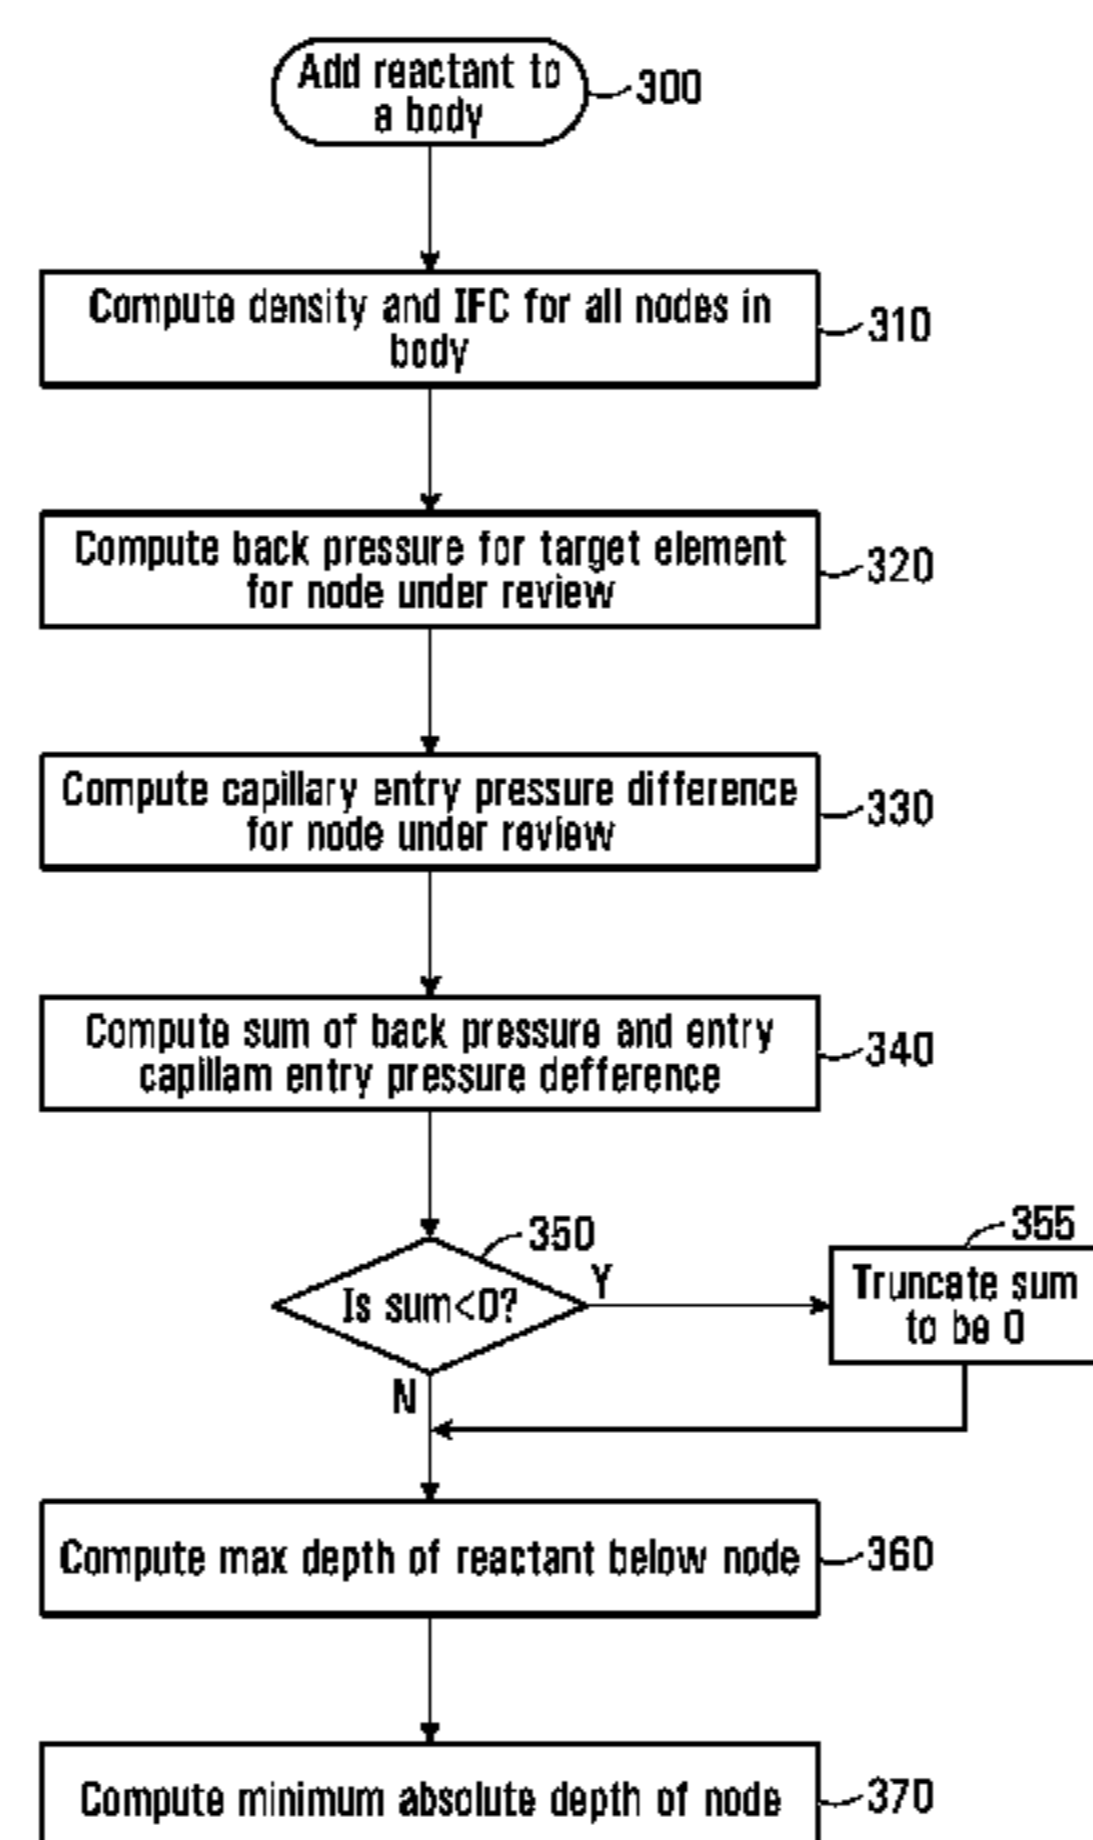 Add reactant to
a body
300
Compute density and IFC for all nodes in
body
310
Compute back pressure for target element
for node under review
320
Compute capillary entry pressure difference
for node under review
330
Compute sum of back pressure and entry
capillam entry pressure defference
340
350
Is sum<0?
Y
355
Truncate sum
to be 0
N
Compute max depth of reactant below node
360
Compute minimum absolute depth of node
370